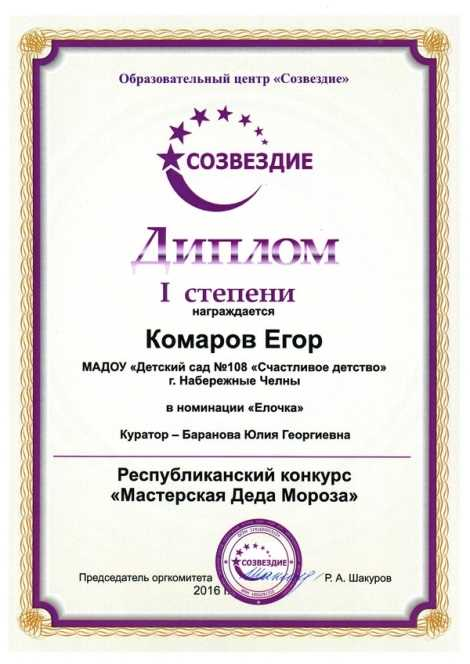 Образовательный центр «Созвездие»
СОЗВЕЗДИЕ
Диплом
I степени
награждается
Комаров Егор
МАДОУ «Детский сад №108 «Счастливое детство»
г. Набережные Челны
в номинации «Елочка»
Куратор – Баранова Юлия Георгиевна
Республиканский конкурс
«Мастерская Деда Мороза»
СОЗВЕЗДИЕ
Председатель оргкомитета
Р. А. Шакуров
2016 г.